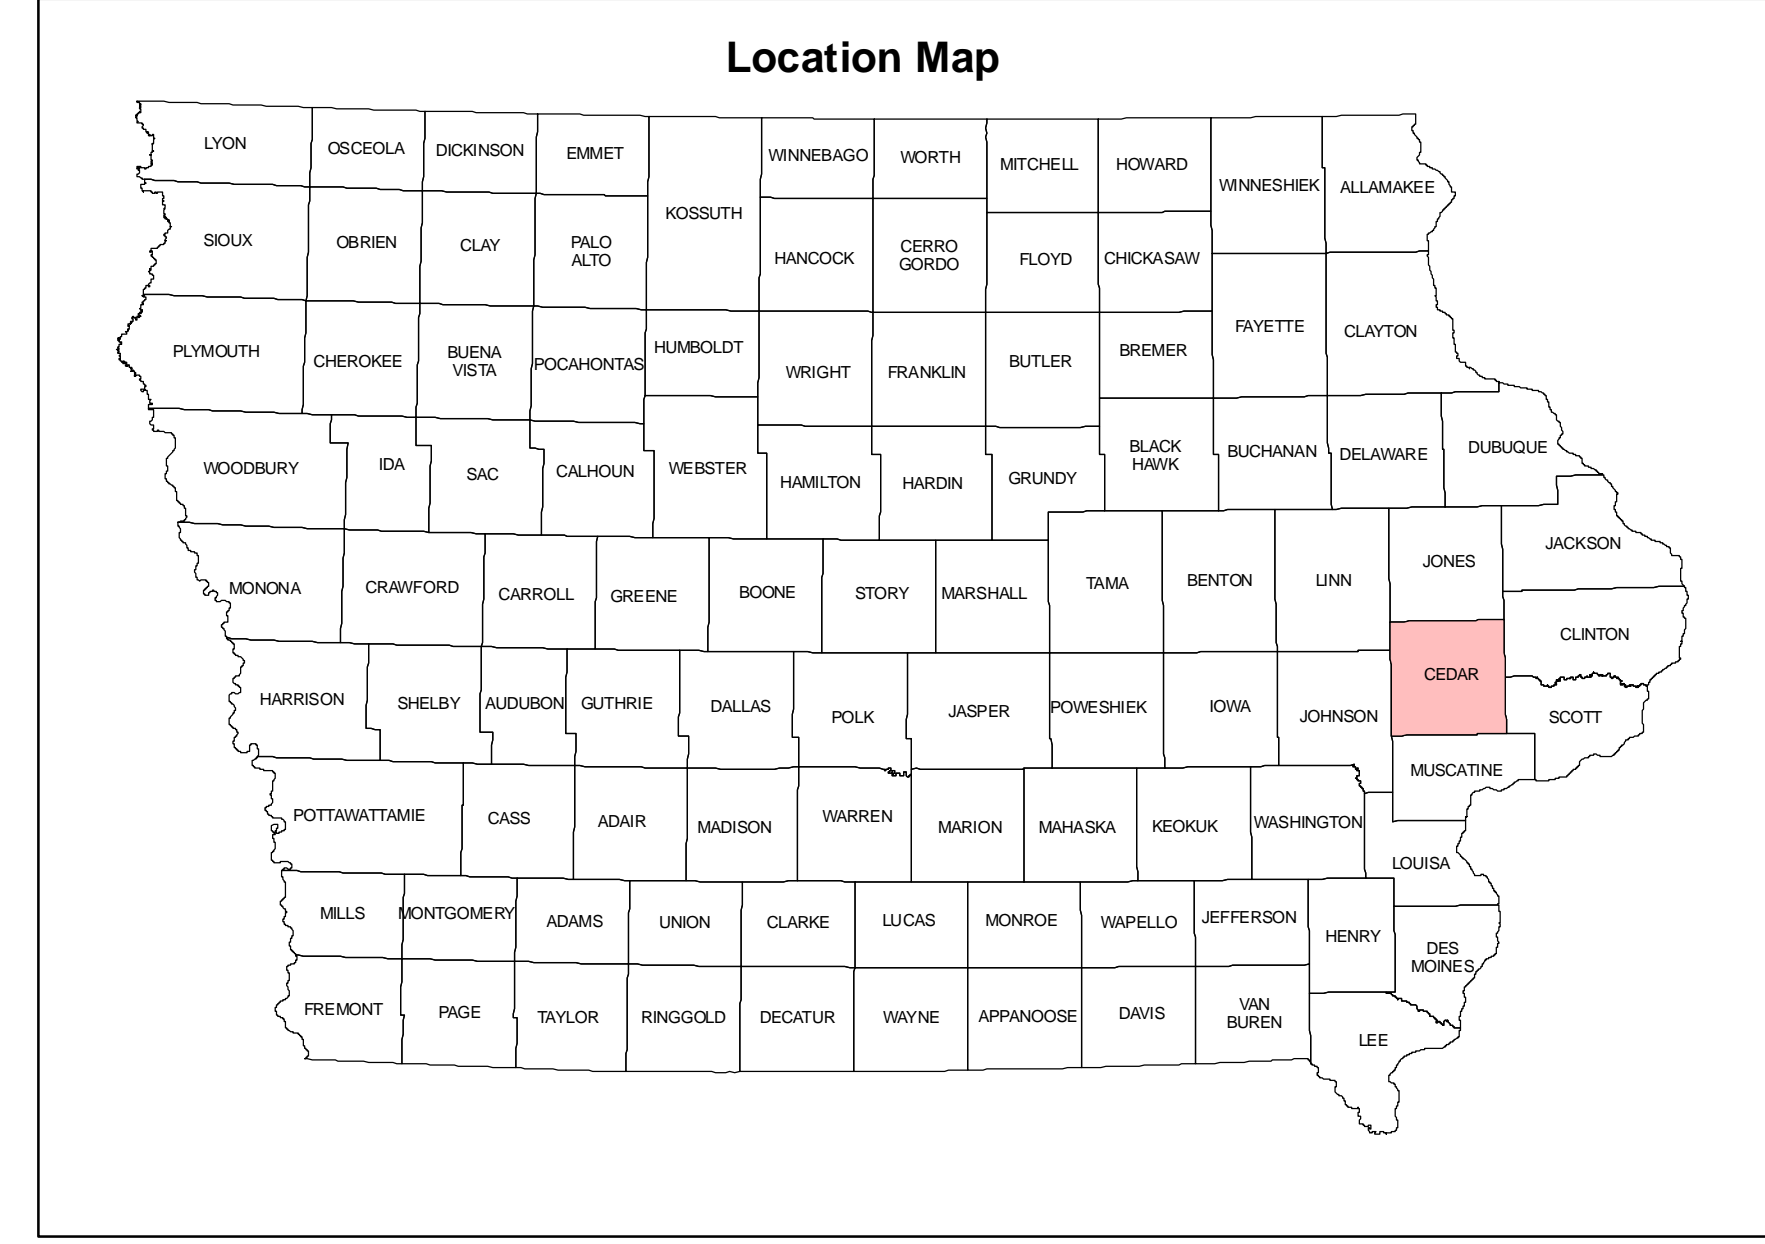 Location Map
LYON
OSCEOLA
DICKINSON
EMMET
KOSSUTH
WINNEBAGO
WORTH
MITCHELL
HOWARD
WINNESHIEK
ALLAMAKEE
SIOUX
OBRIEN
CLAY
PALO
ALTO
HANCOCK
CERRO
GORDO
FLOYD
CHICKASAW
PLYMOUTH
CHEROKEE
BUENA
VISTA
POCAHONTAS
HUMBOLDT
WRIGHT
FRANKLIN
BUTLER
BREMER
FAYETTE
CLAYTON
WOODBURY
IDA
SAC
CALHOUN
WEBSTER
HAMILTON
HARDIN
GRUNDY
BLACK
HAWK
BUCHANAN
DELAWARE
DUBUQUE
MONONA
CRAWFORD
CARROLL
GREENE
BOONE
STORY
MARSHALL
TAMA
BENTON
LINN
JONES
JACKSON
CLINTON
HARRISON
SHELBY
AUDUBON
GUTHRIE
DALLAS
POLK
JASPER
POWESHIEK
IOWA
JOHNSON
CEDAR
SCOTT
MUSCATINE
POTTAWATTAMIE
CASS
ADAIR
MADISON
WARREN
MARION
MAHASKA
KEOKUK
WASHINGTON
LOUISA
MILLS
MONTGOMERY
ADAMS
UNION
CLARKE
LUCAS
MONROE
WAPELLO
JEFFERSON
HENRY
DES
MOINES
FREMONT
PAGE
TAYLOR
RINGGOLD
DECATUR
WAYNE
APPANOOSE
DAVIS
VAN
BUREN
LEE